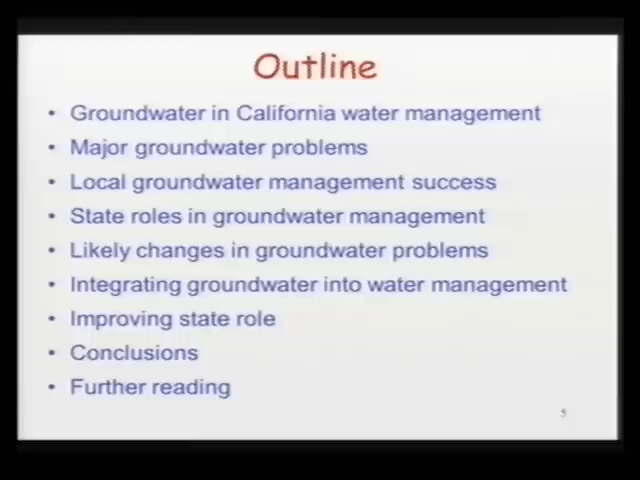 Outline
• Groundwater in California water management
• Major groundwater problems
• Local groundwater management success
• State roles in groundwater management
• Likely changes in groundwater problems
• Integrating groundwater into water management
• Improving state role
• Conclusions
• Further reading
5